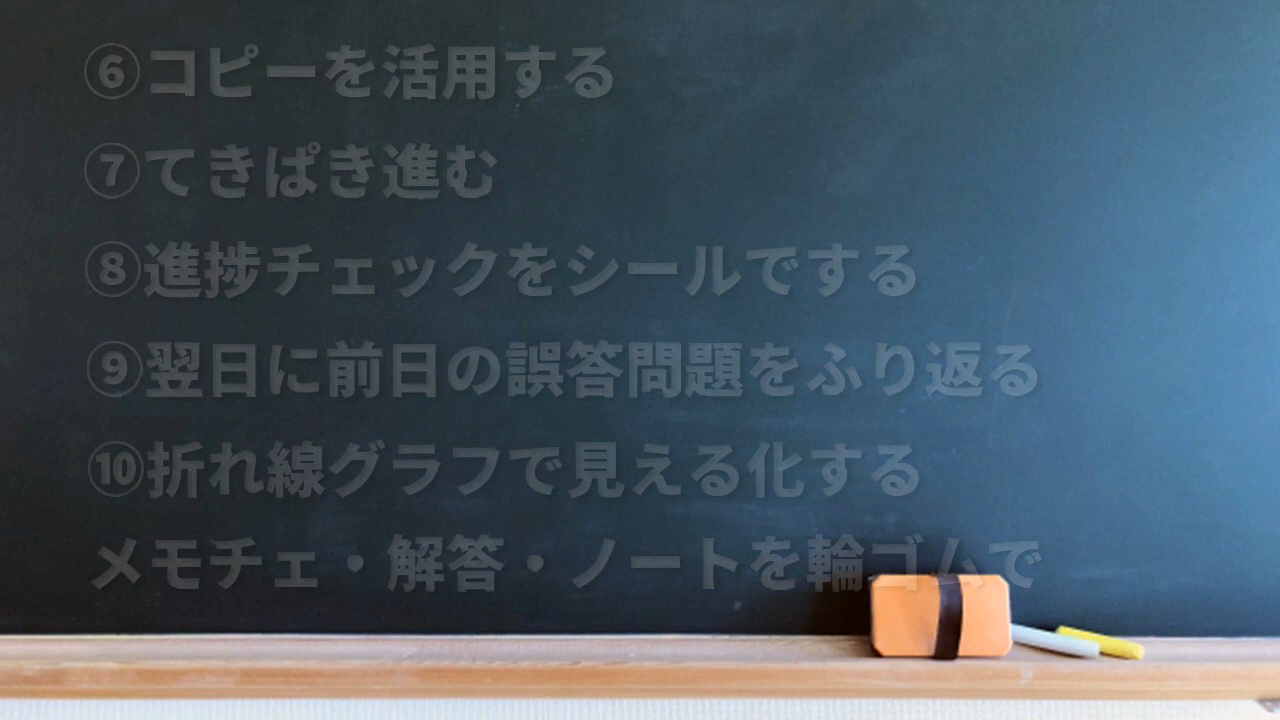 ⑥コピーを活用する
⑦てきぱき進む
⑧進捗チェックをシールでする
⑨翌日に前日の誤答問題をふり返る
⑩折れ線グラフで見える化する
メモチェ・解答・ノートを輪ゴムで